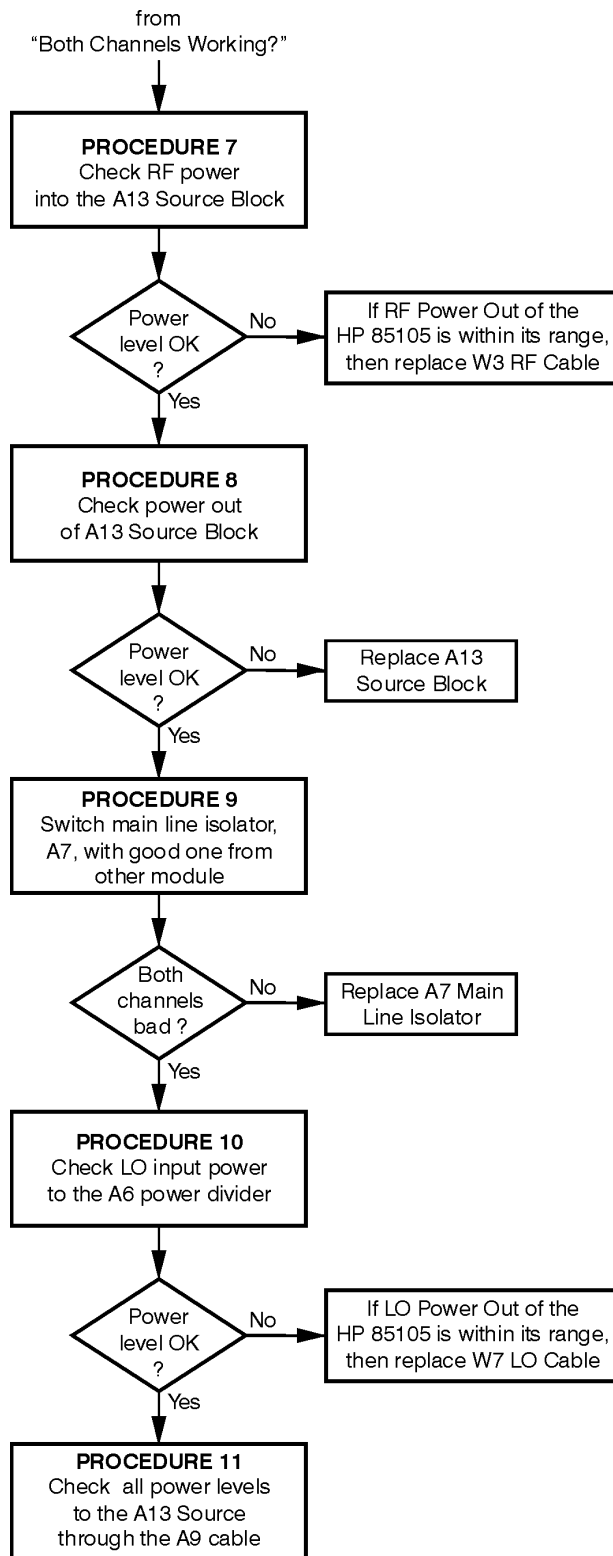 from
“Both Channels Working?”
PROCEDURE 7
Check RF power
into the A13 Source Block
Power
level OK
?
No
If RF Power Out of the
HP 85105 is within its range,
then replace W3 RF Cable
Yes
PROCEDURE 8
Check power out
of A13 Source Block
Power
level OK
?
No
Replace A13
Source Block
Yes
PROCEDURE 9
Switch main line isolator,
A7, with good one from
other module
Both
channels
bad ?
No
Replace A7 Main
Line Isolator
Yes
PROCEDURE 10
Check LO input power
to the A6 power divider
Power
level OK
?
No
If LO Power Out of the
HP 85105 is within its range,
then replace W7 LO Cable
Yes
PROCEDURE 11
Check all power levels
to the A13 Source
through the A9 cable